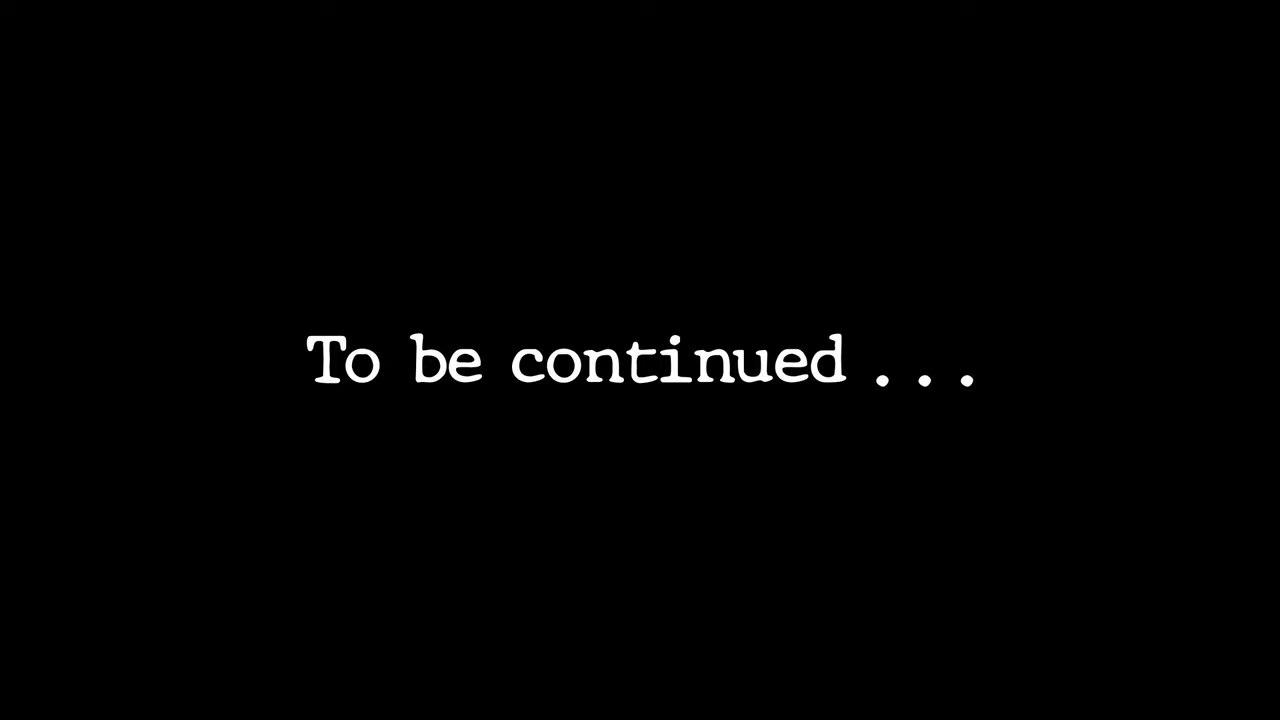 To be continued . . .